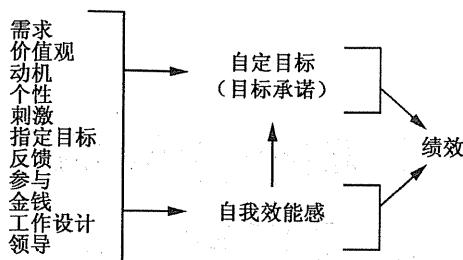 需求
价值观
动机
个性
刺激
指定目标
反馈
参与
金钱
工作设计
领导
自定目标
（目标承诺）
自我效能感
绩效